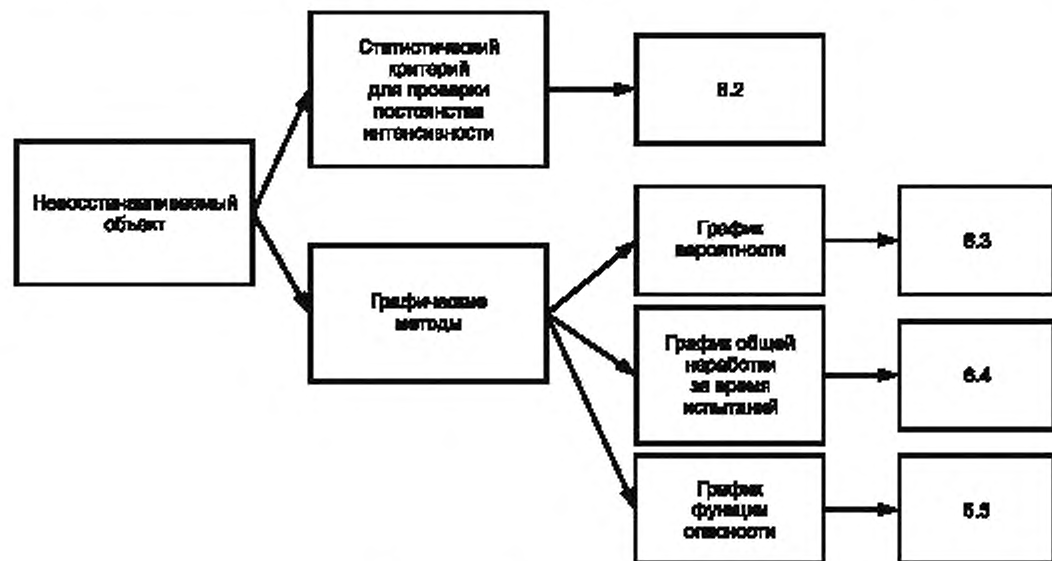 Статистический
критерий
для проверки
постоянства
интенсивности
6.2
Невосстанавливаемый
объект
График
вероятности
6.3
Графические
методы
График общей
наработки
за время
испытаний
6.4
График
функции
опасности
6.5